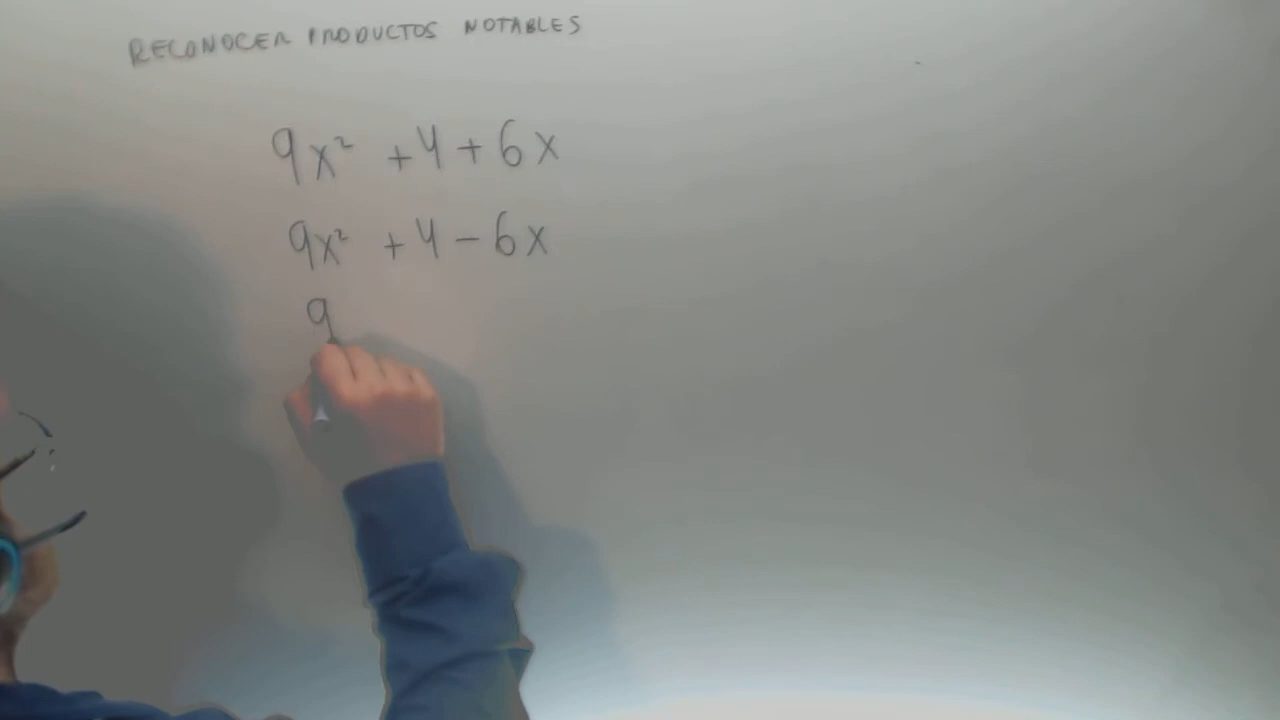 RECONOCER PRODUCTOS NOTABLES
9x² + 4 + 6x
9x² + 4 - 6x
9